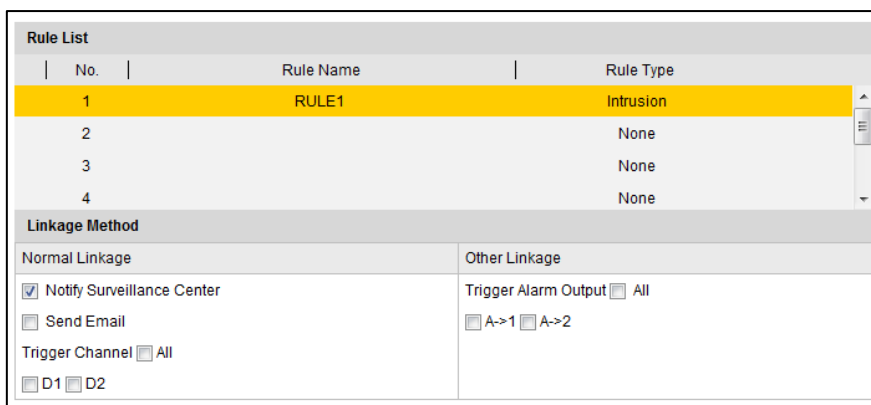 Rule List
No. Rule Name Rule Type
1 RULE1 Intrusion
2 None
3 None
4 None
Linkage Method
Normal Linkage Other Linkage
Notify Surveillance Center Trigger Alarm Output All
Send Email A->1 A->2
Trigger Channel All
D1 D2